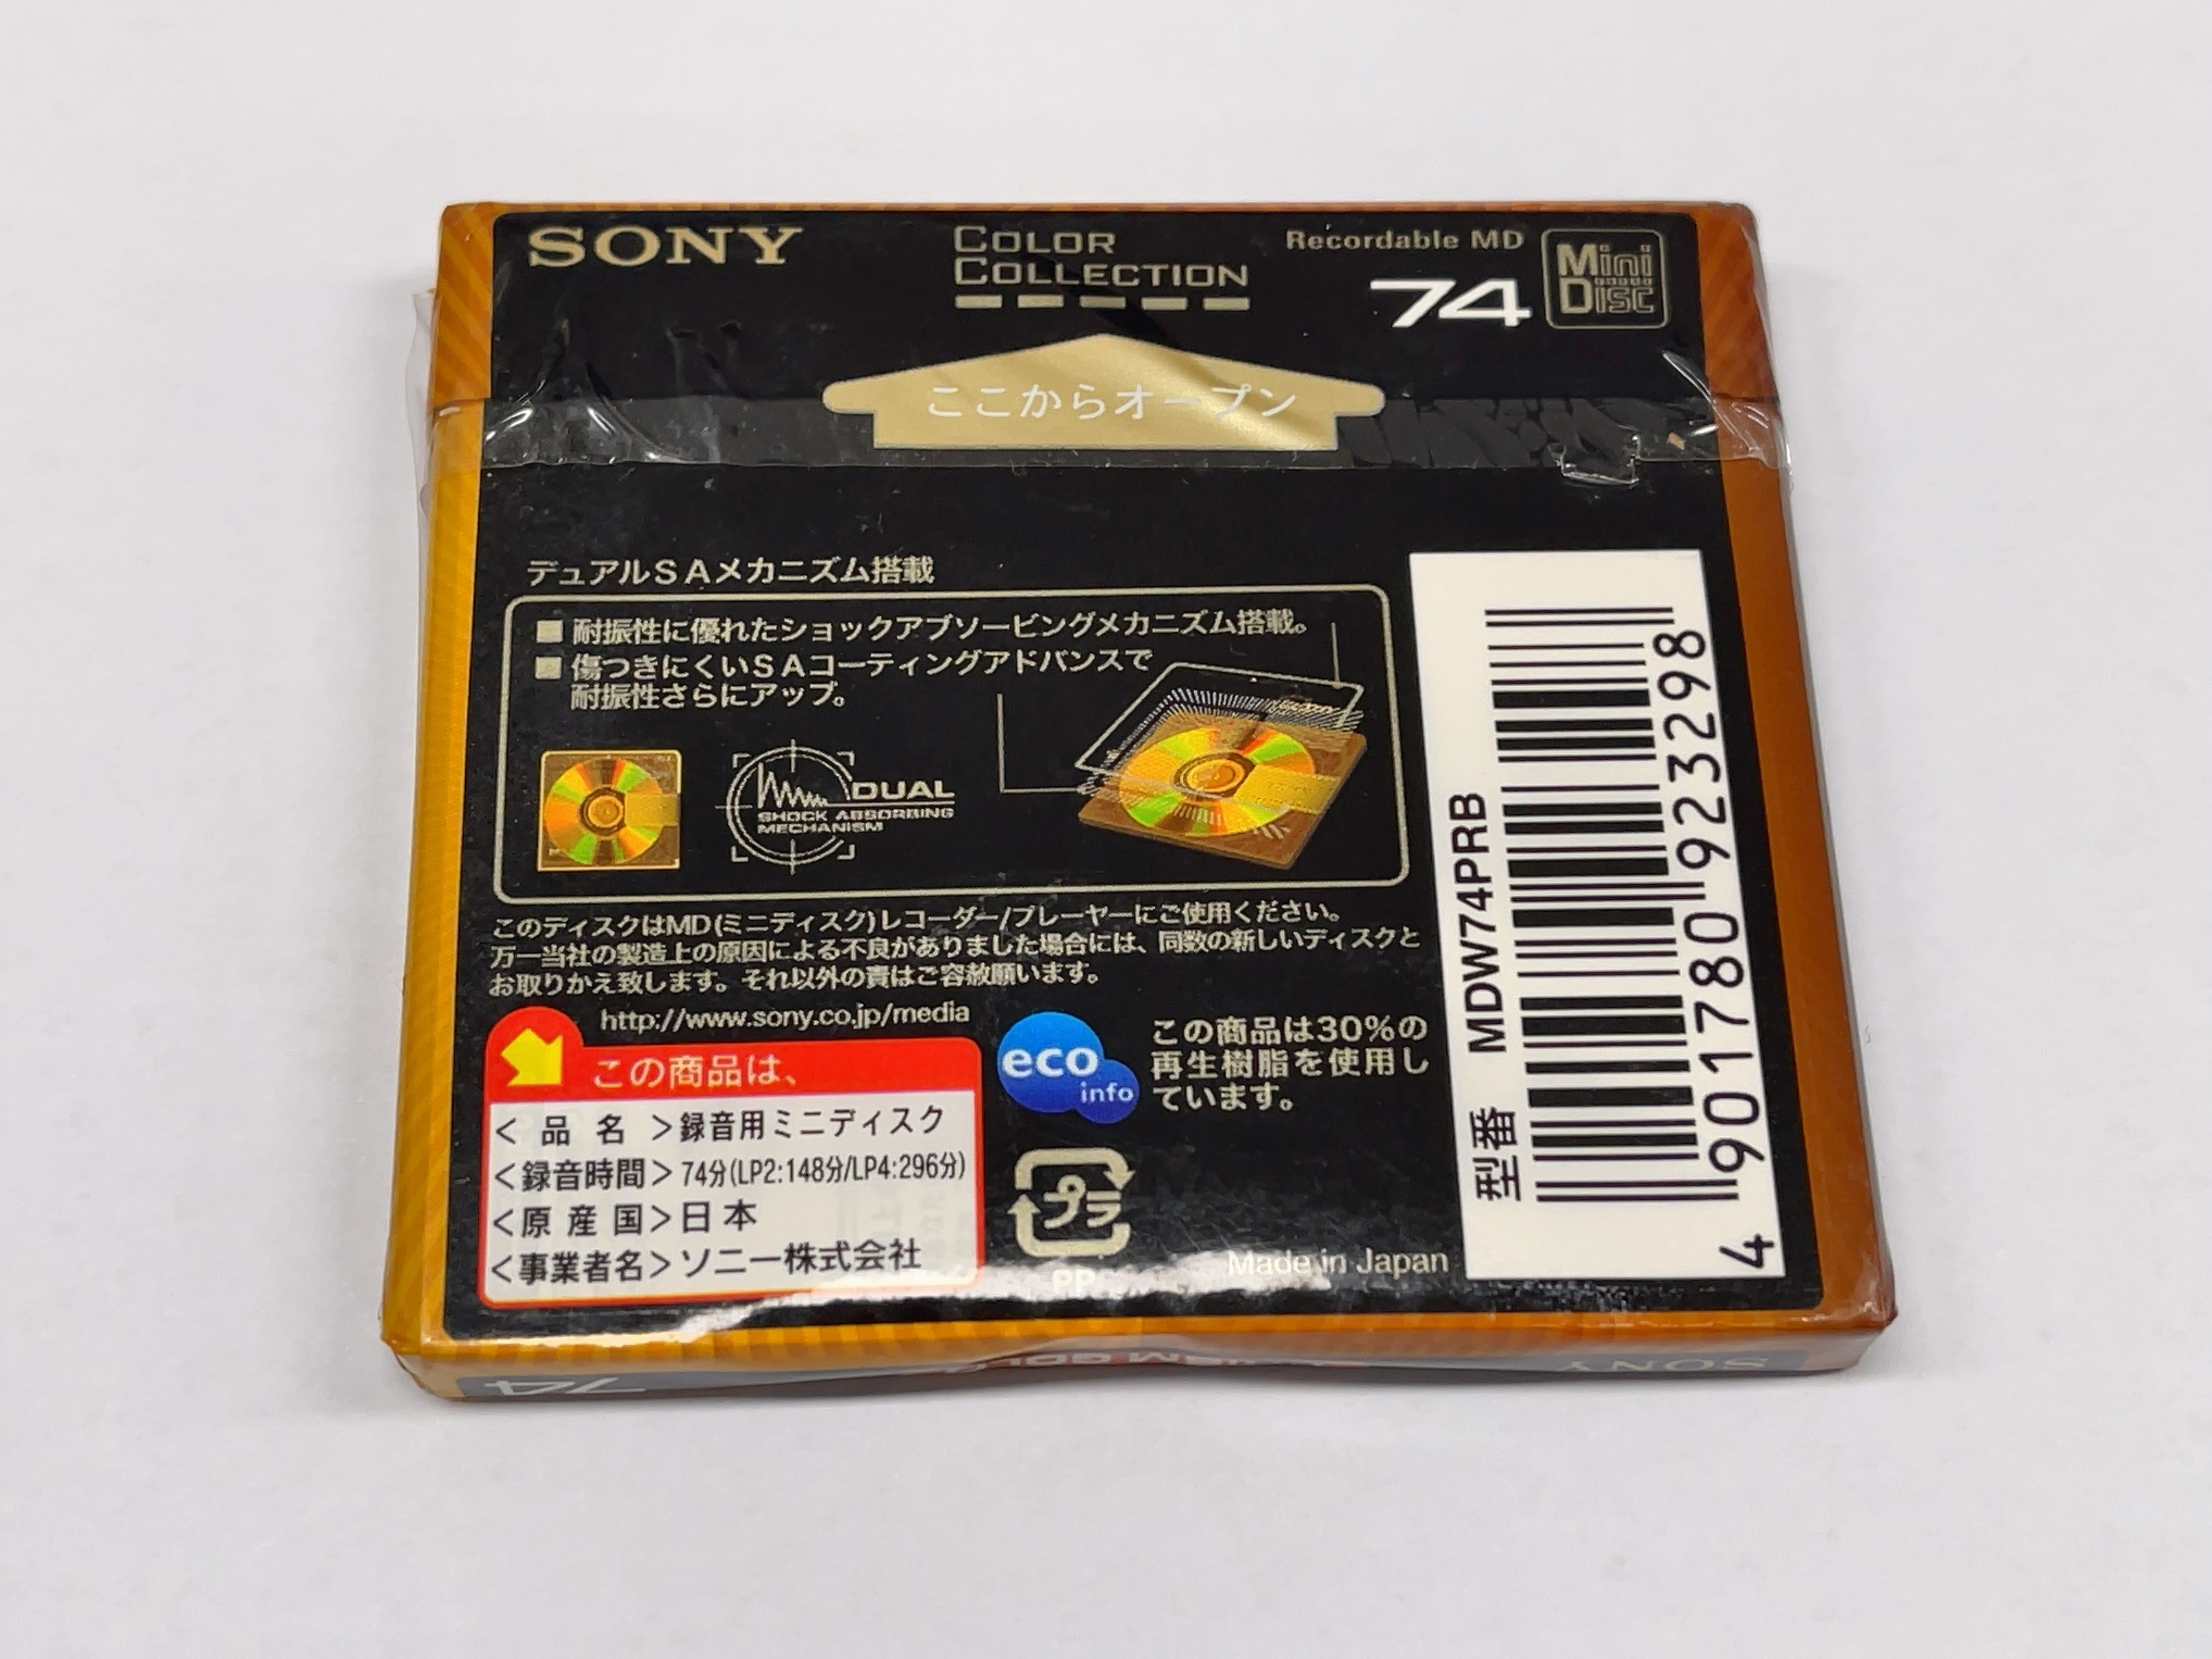 SONY
COLOR
COLLECTION
Recordable MD
74
Mini
Disc
ここからオープン
デュアルSAメカニズム搭載
■ 耐振性に優れたショックアブソービングメカニズム搭載。
■ 傷つきにくいSAコーティングアドバンスで
耐振性さらにアップ。
DUAL
SHOCK ABSORBING
MECHANISM
このディスクはMD(ミニディスク)レコーダー/プレーヤーにご使用ください。
万一当社の製造上の原因による不良がありました場合には、同数の新しいディスクと
お取りかえ致します。それ以外の責はご容赦願います。
http://www.sony.co.jp/media
この商品は、
<品名>録音用ミニディスク
<録音時間>74分(LP2:148分/LP4:296分)
<原産国>日本
<事業者名>ソニー株式会社
eco
info
この商品は30%の
再生樹脂を使用し
ています。
プラ
PP
Made in Japan
型番 MDW74PRB
4 901780 923298
74
SONY